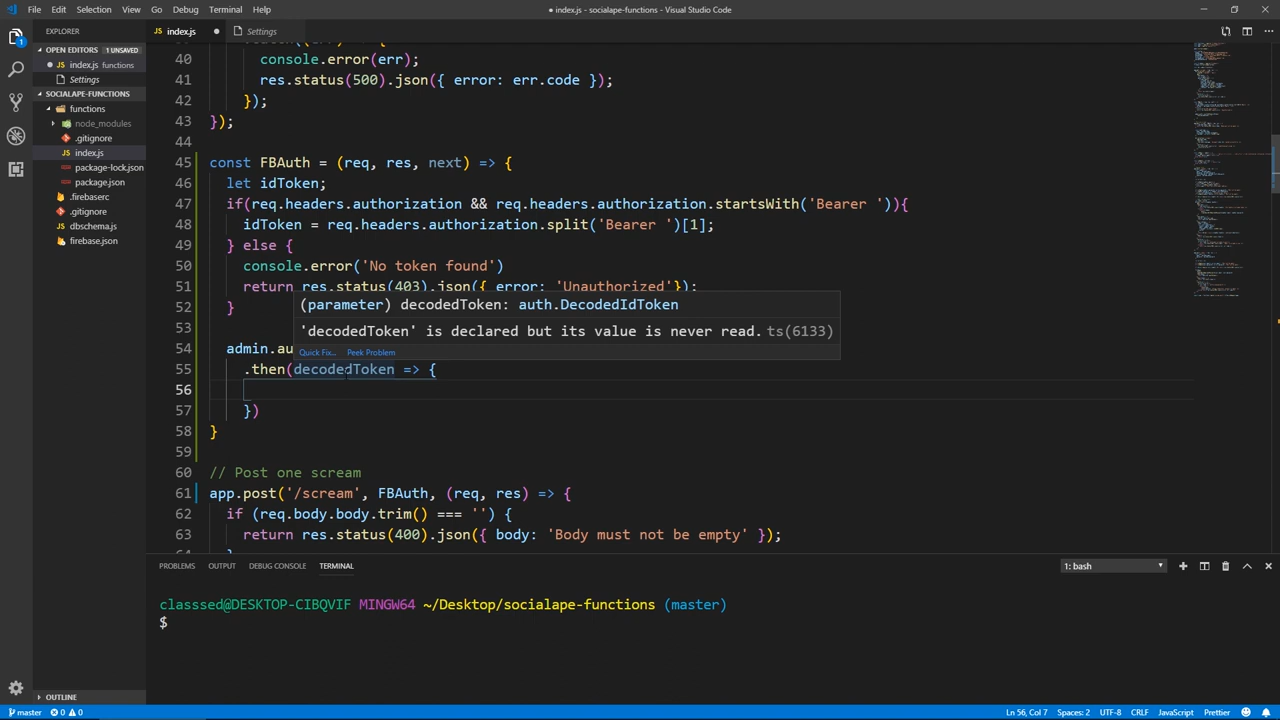 File Edit Selection View Go Debug Terminal Help
● index.js - socialape-functions - Visual Studio Code
EXPLORER
index.js
Settings
OPEN EDITORS 1 UNSAVED
index.js functions
Settings
SOCIALAPE-FUNCTIONS
functions
node_modules
.gitignore
index.js
package-lock.json
package.json
.firebaserc
.gitignore
dbschema.js
firebase.json
OUTLINE
40 console.error(err);
41 res.status(500).json({ error: err.code });
42 });
43 });
44
45 const FBAuth = (req, res, next) => {
46 let idToken;
47 if(req.headers.authorization && req.headers.authorization.startsWith('Bearer ')){
48 idToken = req.headers.authorization.split('Bearer ')[1];
49 } else {
50 console.error('No token found')
51 return res.status(403).json({ error: 'Unauthorized'});
(parameter) decodedToken: auth.DecodedIdToken
52 }
'decodedToken' is declared but its value is never read. ts(6133)
53
Quick Fix... Peek Problem
54 admin.au
55 .then(decodedToken => {
56
57 })
58 }
59
60 // Post one scream
61 app.post('/scream', FBAuth, (req, res) => {
62 if (req.body.body.trim() === '') {
63 return res.status(400).json({ body: 'Body must not be empty' });
64 }
PROBLEMS OUTPUT DEBUG CONSOLE TERMINAL
1: bash
classsed@DESKTOP-CIBQVIF MINGW64 ~/Desktop/socialape-functions (master)
$
master 0 0
Ln 56, Col 7 Spaces: 2 UTF-8 CRLF JavaScript Prettier